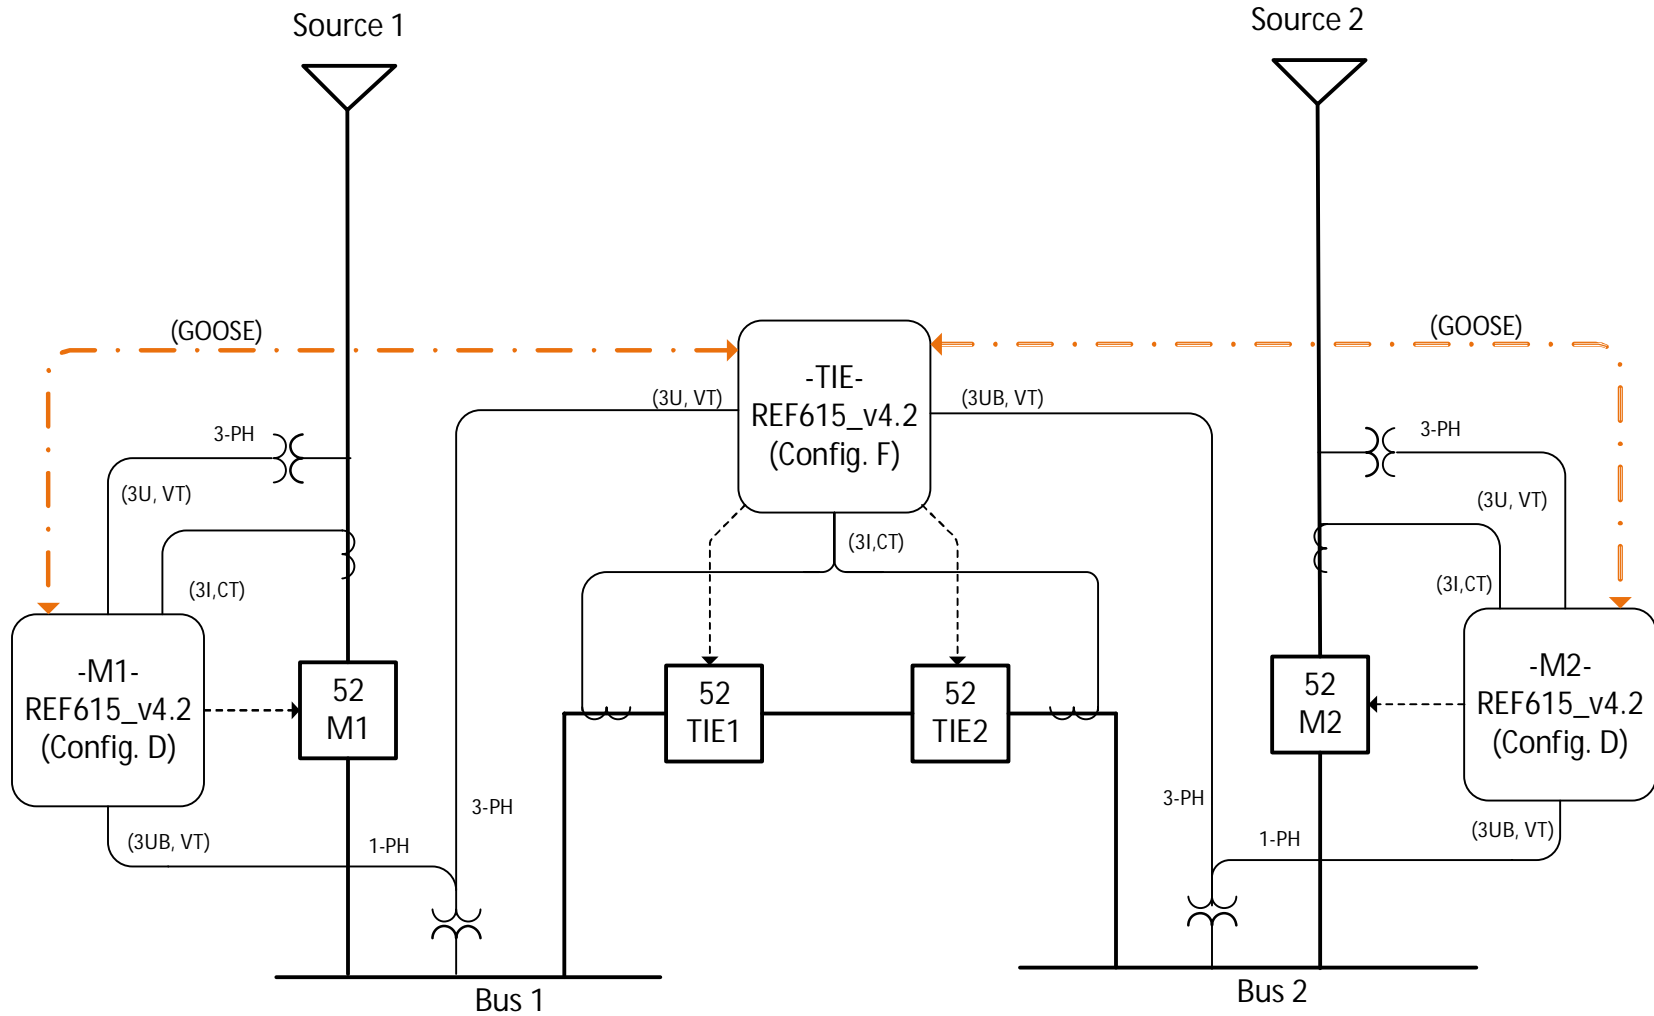 Source 1
Source 2
(GOOSE)
(GOOSE)
-TIE-
REF615_v4.2
(Config. F)
(3U, VT)
(3UB, VT)
3-PH
3-PH
(3U, VT)
(3U, VT)
(3I,CT)
(3I,CT)
(3I,CT)
-M1-
REF615_v4.2
(Config. D)
52
M1
52
TIE1
52
TIE2
52
M2
-M2-
REF615_v4.2
(Config. D)
3-PH
3-PH
(3UB, VT)
1-PH
1-PH
(3UB, VT)
Bus 1
Bus 2